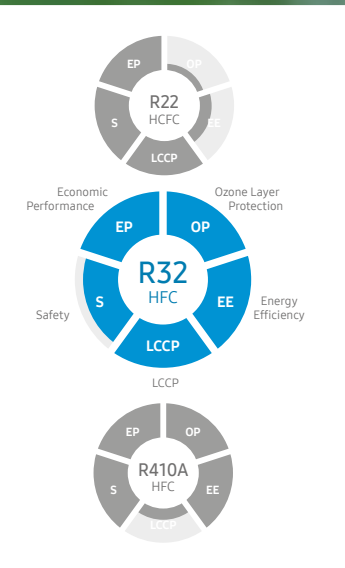 EP
OP
R22
HCFC
S
EE
LCCP
Economic
Performance
Ozone Layer
Protection
EP
OP
R32
HFC
S
EE
Energy
Efficiency
Safety
LCCP
LCCP
EP
OP
R410A
HFC
S
EE
LCCP